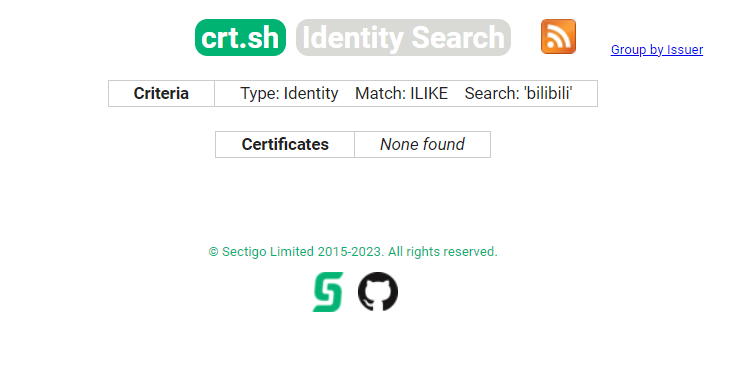 crt.sh Identity Search
Group by Issuer
Criteria Type: Identity Match: ILIKE Search: 'bilibili'
Certificates None found
© Sectigo Limited 2015-2023. All rights reserved.